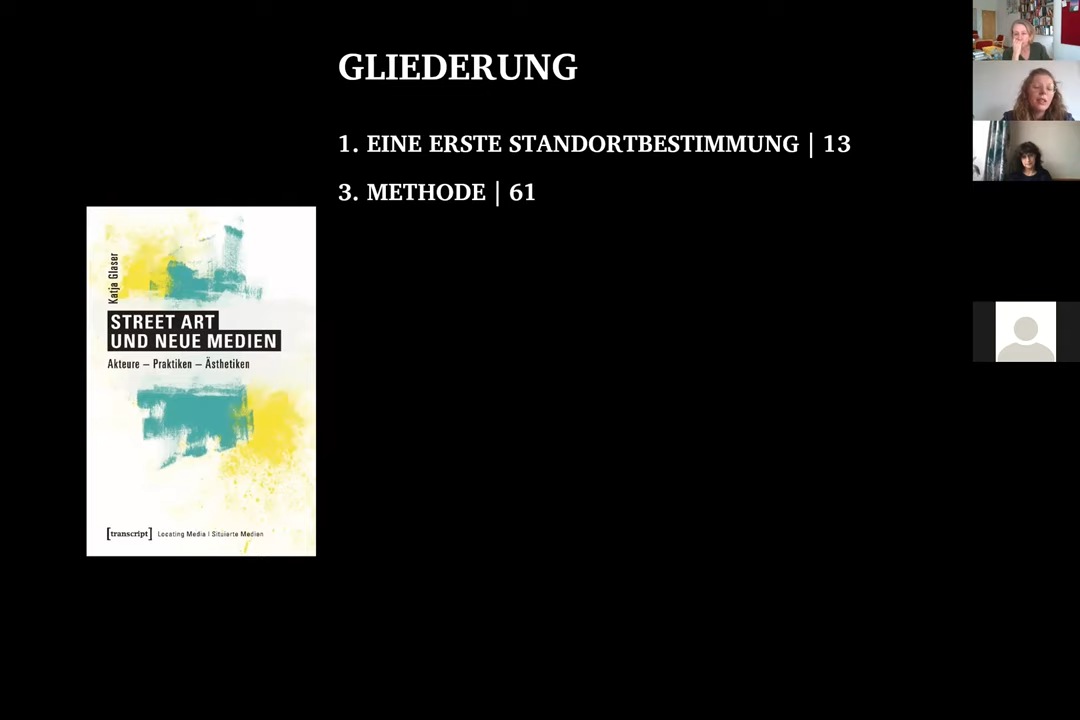 GLIEDERUNG
1. EINE ERSTE STANDORTBESTIMMUNG | 13
3. METHODE | 61
Katja Glaser
STREET ART
UND NEUE MEDIEN
Akteure – Praktiken – Ästhetiken
[transcript] Locating Media | Situierte Medien